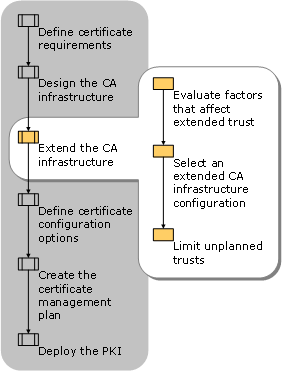 Define certificate
requirements
Design the CA
infrastructure
Extend the CA
infrastructure
Define certificate
configuration
options
Create the
certificate
management
plan
Deploy the PKI
Evaluate factors
that affect
extended trust
Select an
extended CA
infrastructure
configuration
Limit unplanned
trusts